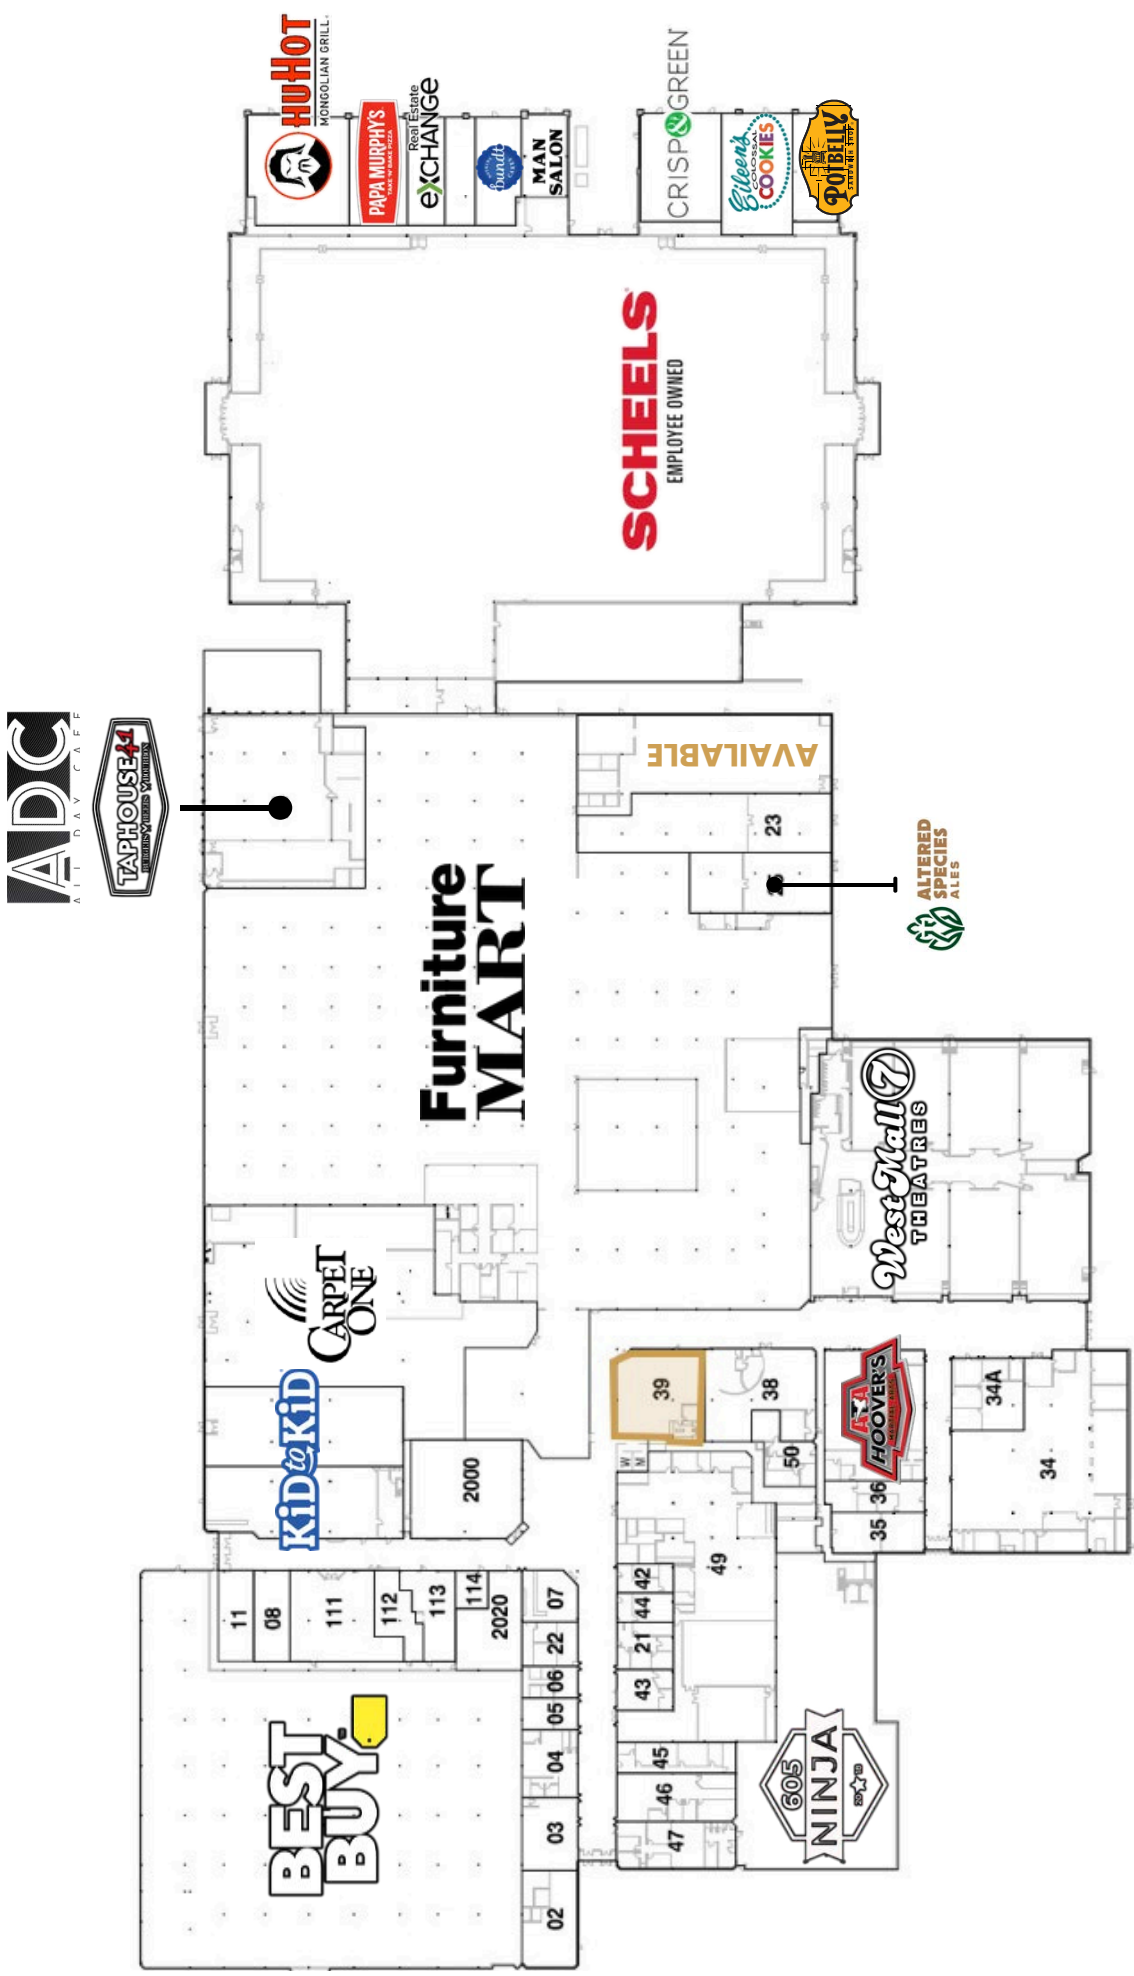 HuHoT
MONGOLIAN GRILL
PAPA MURPHY'S
TAKE 'N' BAKE PIZZA
Real Estate
eXCHANGE
bundt
MAN
SALON
CRISP&GREEN
Eileen's
COLOSSAL
COOKIES
POTBELLY
SANDWICH SHOP
SCHEELS
EMPLOYEE OWNED
ADC
ALL DAY CAFE
TAPHOUSE 41
AVAILABLE
23
ALTERED
SPECIES
ALES
Furniture
MART
West Mall 7
THEATRES
CARPET
ONE
KiD to KiD
2000
39
38
50
W
M
HOOVER'S
36
35
34A
34
49
42
44
21
43
45
46
47
605
NINJA
20 13
BEST
BUY
11
08
111
112
113
114
2020
07
22
06
05
04
03
02